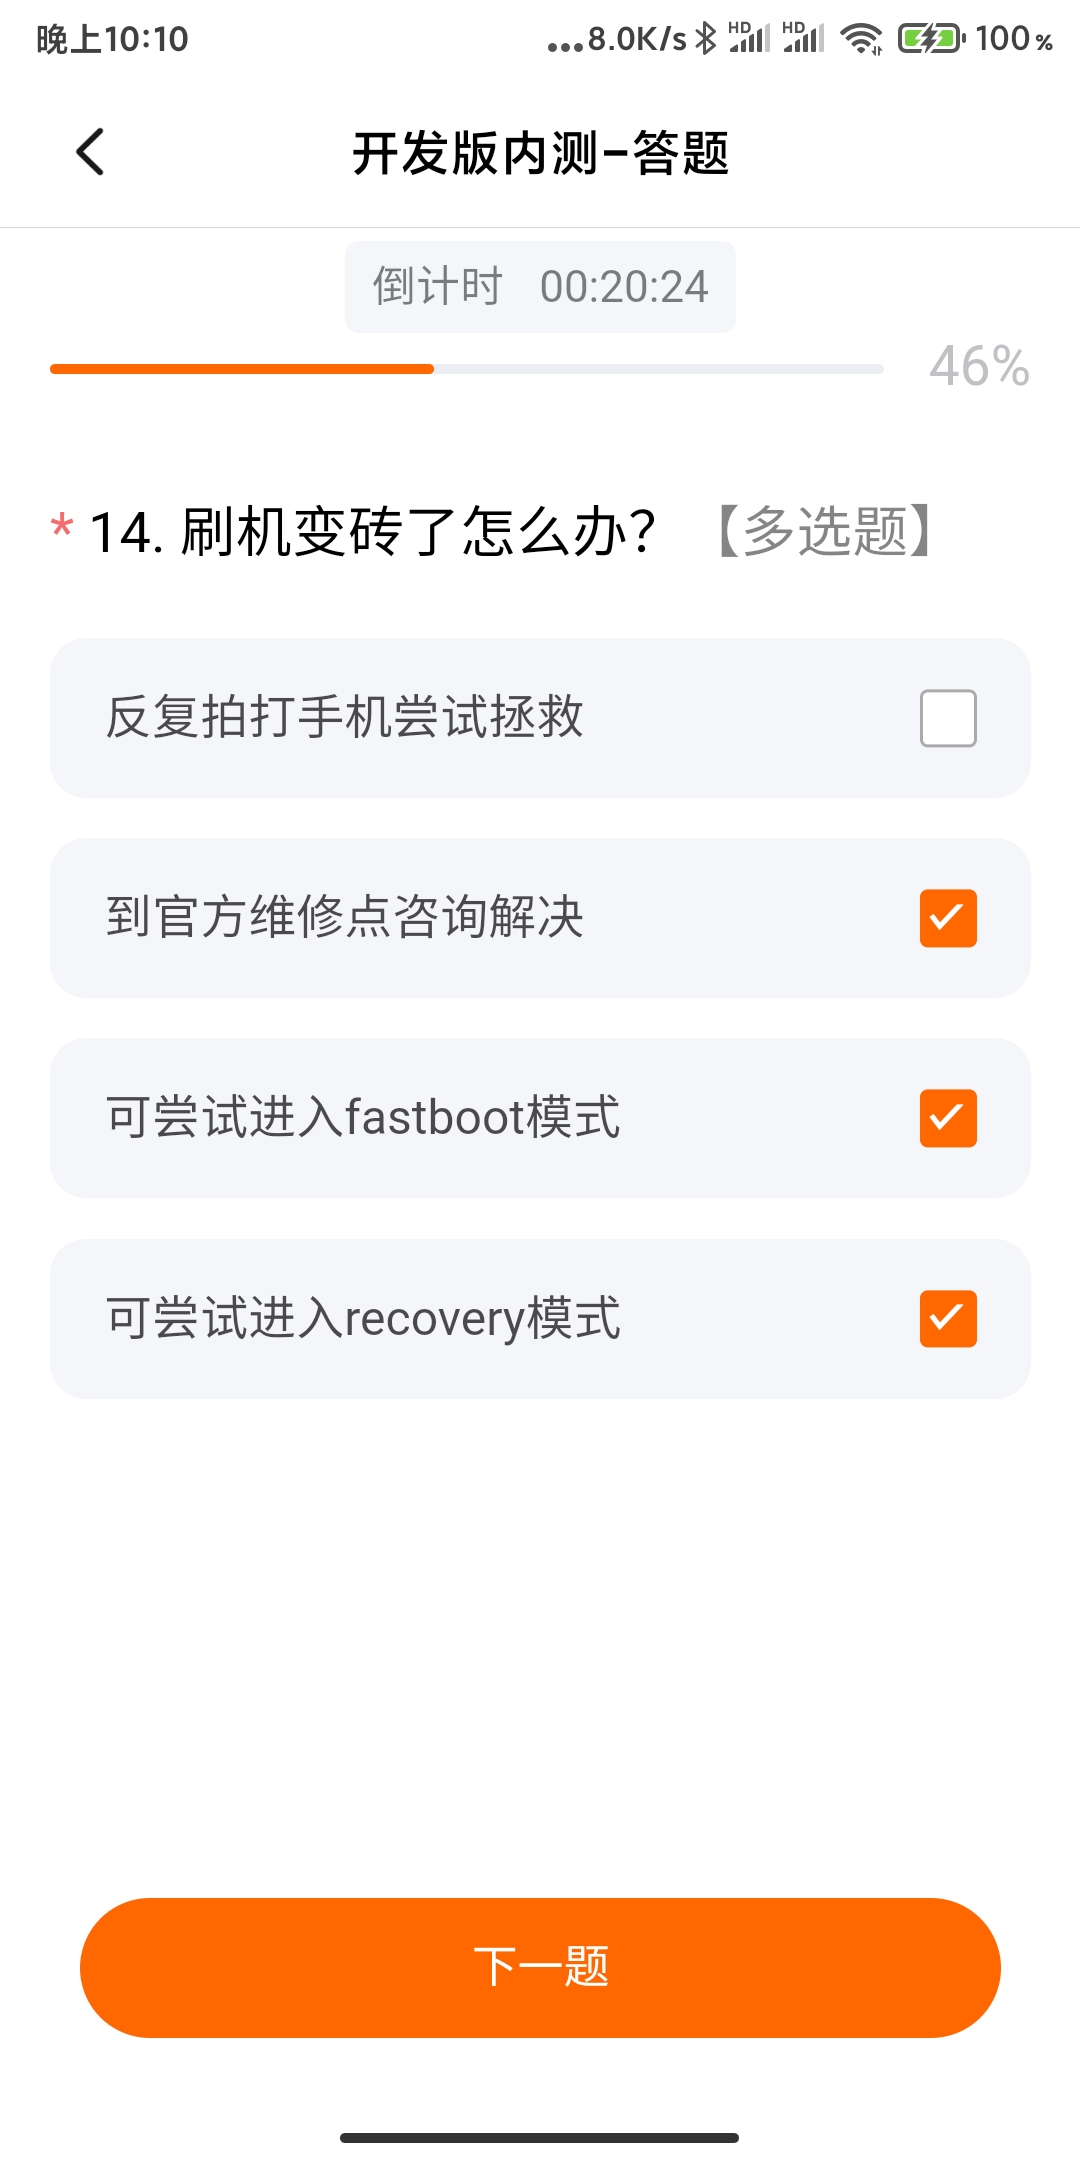 晚上10:10 ...8.0K/s HD HD 100%
开发版内测-答题
倒计时 00:20:24
46%
* 14. 刷机变砖了怎么办？【多选题】
反复拍打手机尝试拯救
到官方维修点咨询解决
可尝试进入fastboot模式
可尝试进入recovery模式
下一题